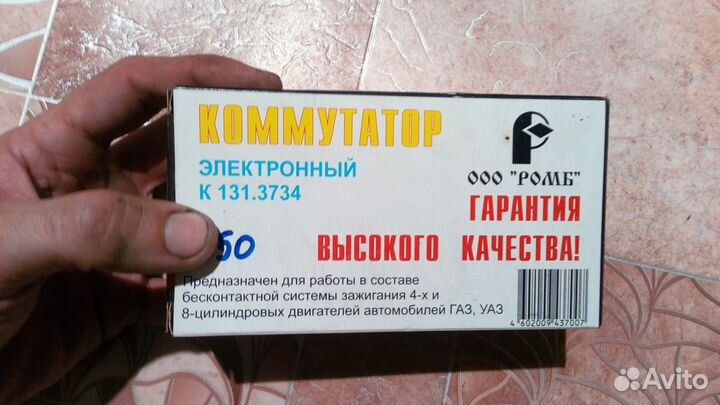 КОММУТАТОР
ЭЛЕКТРОННЫЙ
К 131.3734
ООО "РОМБ"
ГАРАНТИЯ
ВЫСОКОГО КАЧЕСТВА!
50
Предназначен для работы в составе
бесконтактной системы зажигания 4-х и
8-цилиндровых двигателей автомобилей ГАЗ, УАЗ
4 602009 437007
Avito